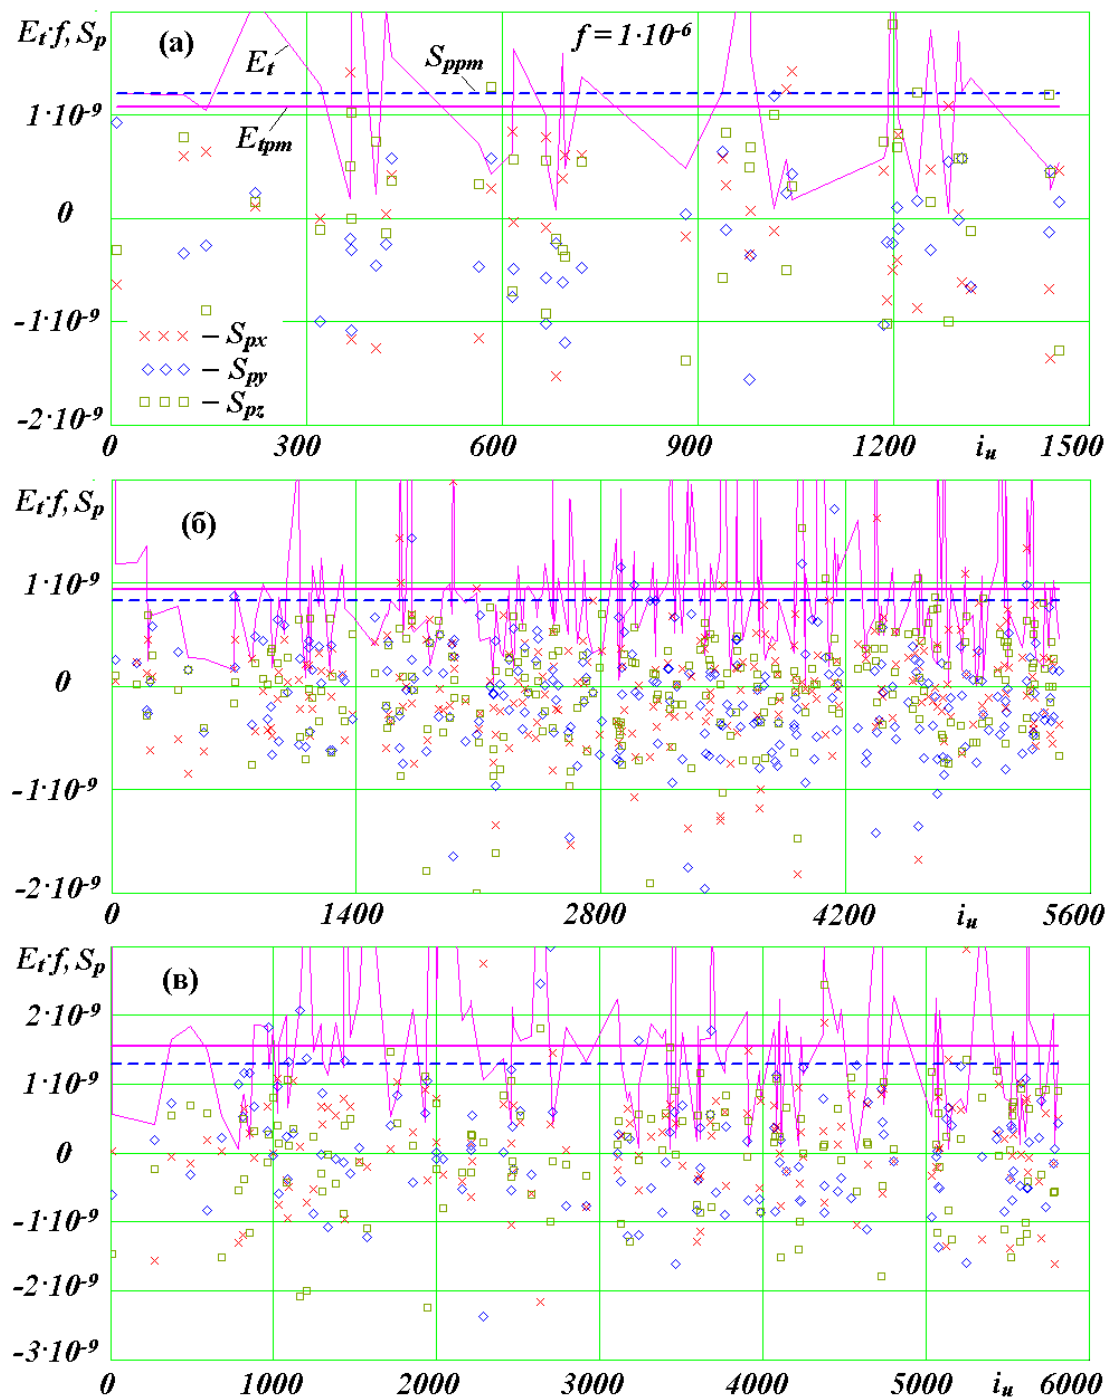 E_t·f, S_p
(а)
f = 1·10⁻⁶
E_t
S_ppm
1·10⁻⁹
E_tpm
0
-1·10⁻⁹
× × × – S_px
◇◇◇ – S_py
□ □ □ – S_pz
-2·10⁻⁹
0 300 600 900 1200 i_u 1500
E_t·f, S_p
(б)
1·10⁻⁹
0
-1·10⁻⁹
-2·10⁻⁹
0 1400 2800 4200 i_u 5600
E_t·f, S_p
(в)
2·10⁻⁹
1·10⁻⁹
0
-1·10⁻⁹
-2·10⁻⁹
-3·10⁻⁹
0 1000 2000 3000 4000 5000 i_u 6000